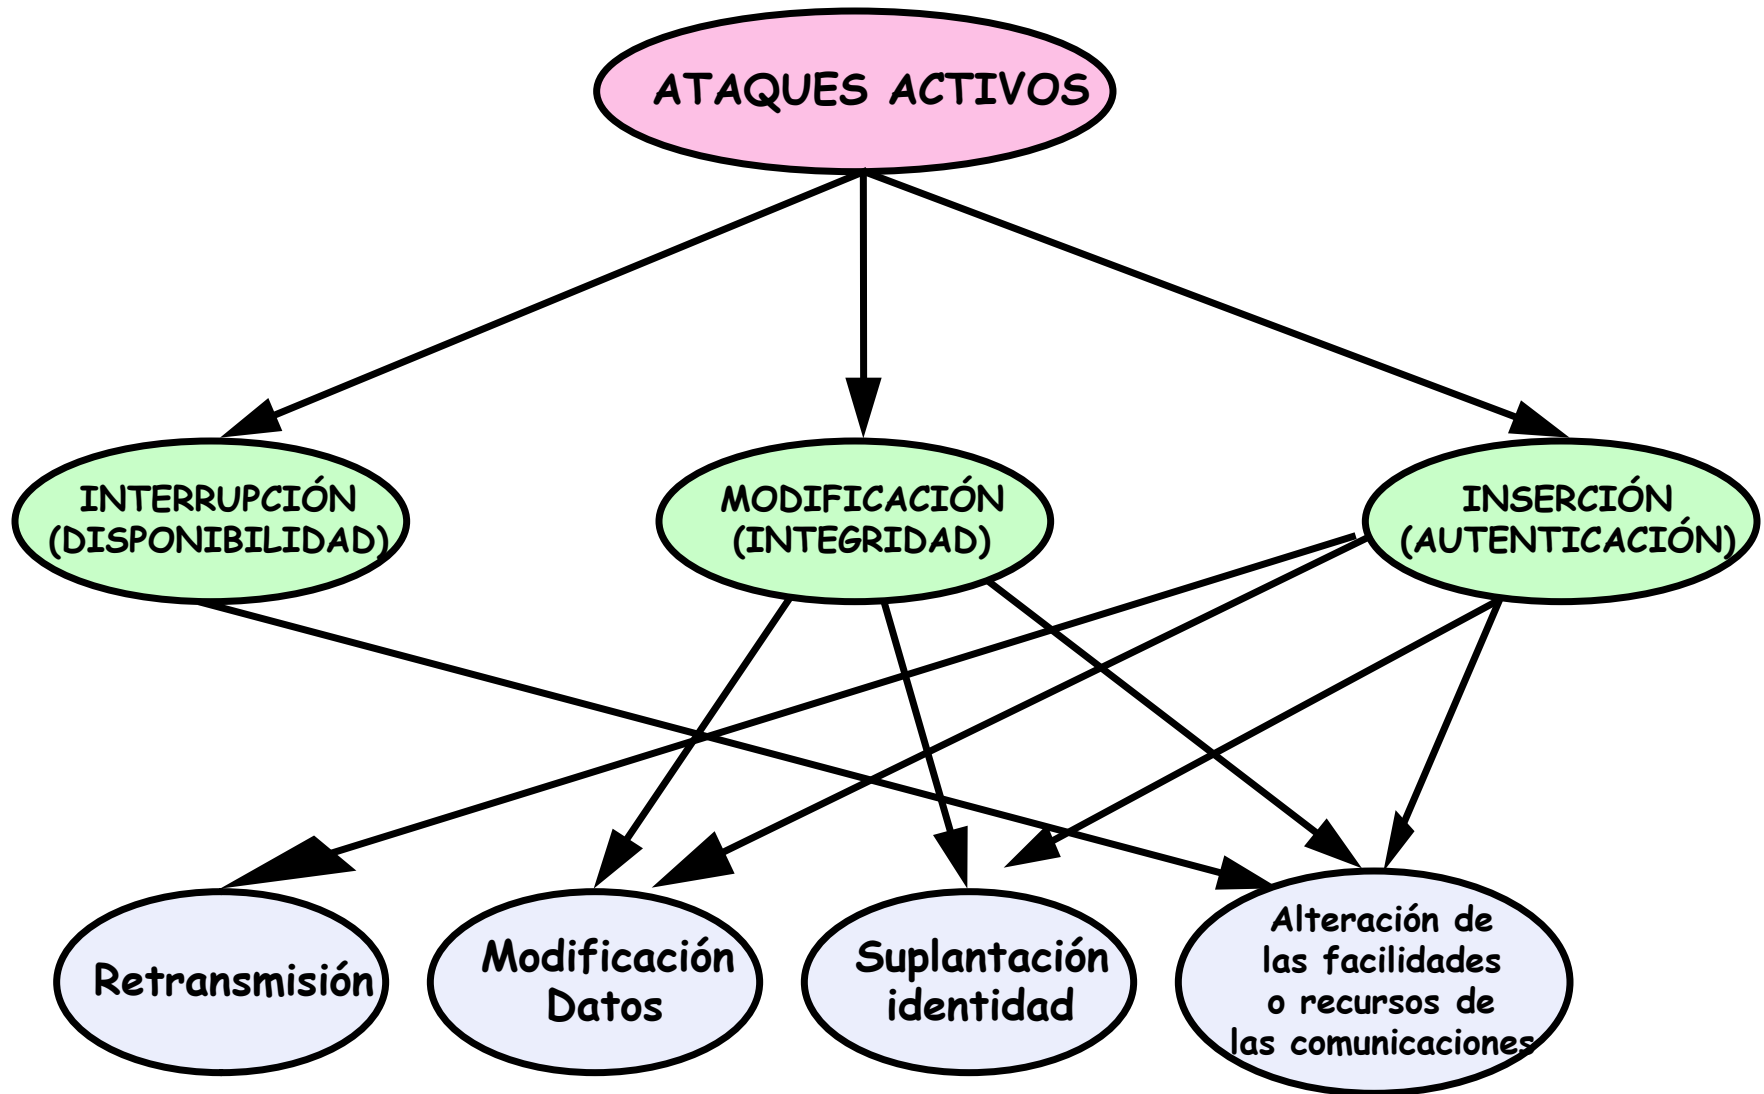 ATAQUES ACTIVOS
INTERRUPCIÓN
(DISPONIBILIDAD)
MODIFICACIÓN
(INTEGRIDAD)
INSERCIÓN
(AUTENTICACIÓN)
Retransmisión
Modificación
Datos
Suplantación
identidad
Alteración de
las facilidades
o recursos de
las comunicaciones